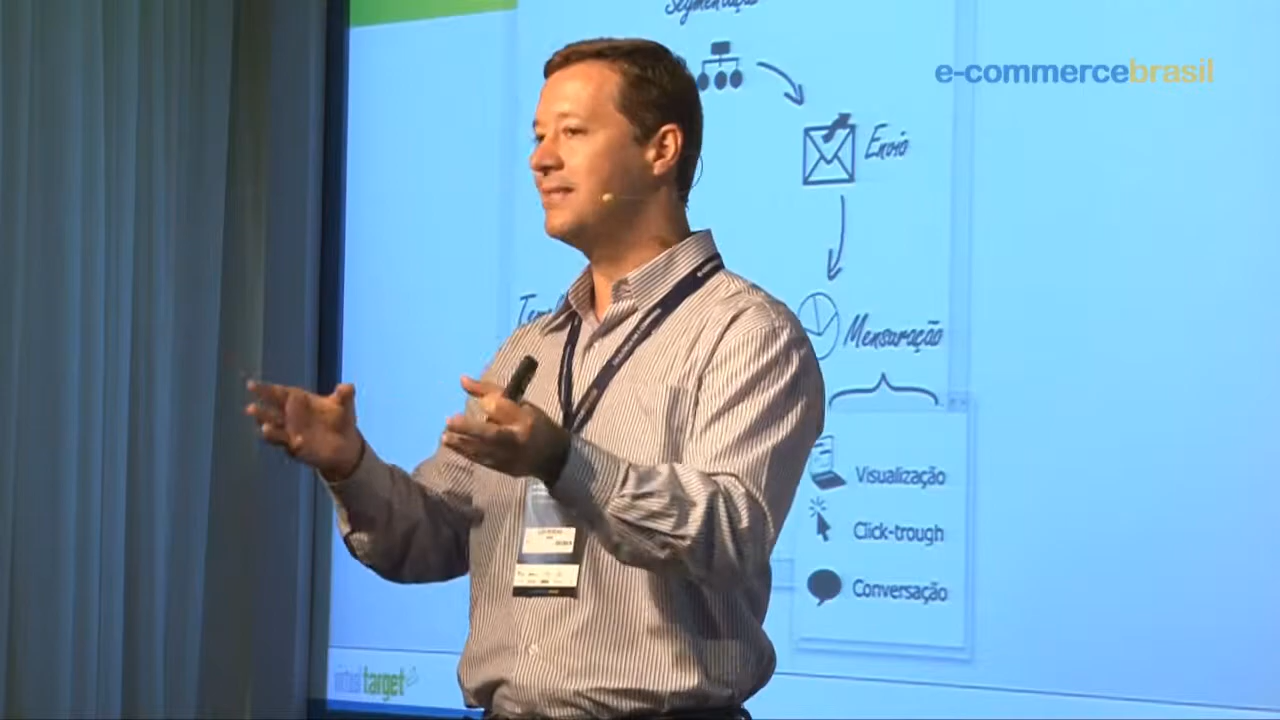 Segmentação
e-commercebrasil
Envio
Mensuração
Visualização
Click-trough
Conversação
virtual target